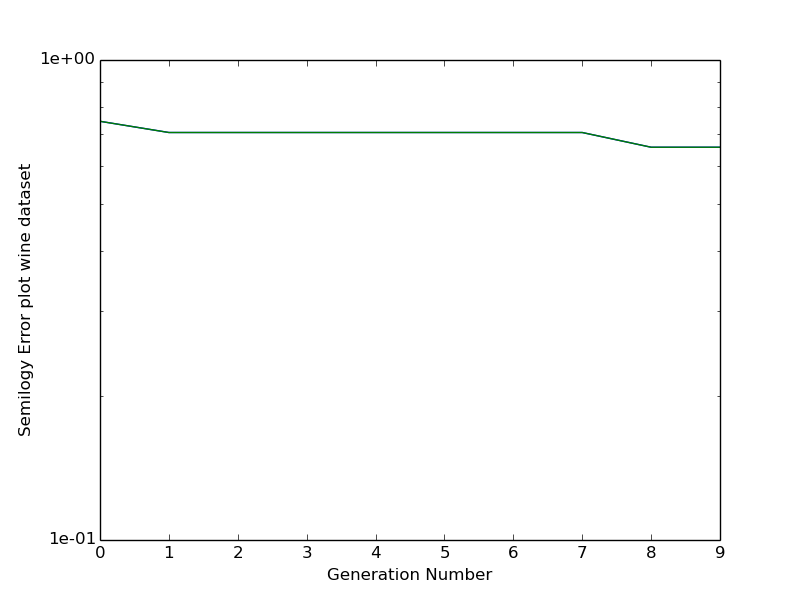 1e+00
Semilogy Error plot wine dataset
1e-01
0 1 2 3 4 5 6 7 8 9
Generation Number